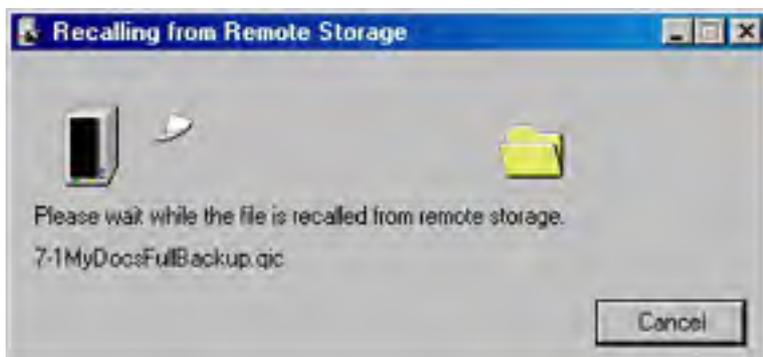 Recalling from Remote Storage
Please wait while the file is recalled from remote storage.
7-1MyDocsFullBackup.qic
Cancel